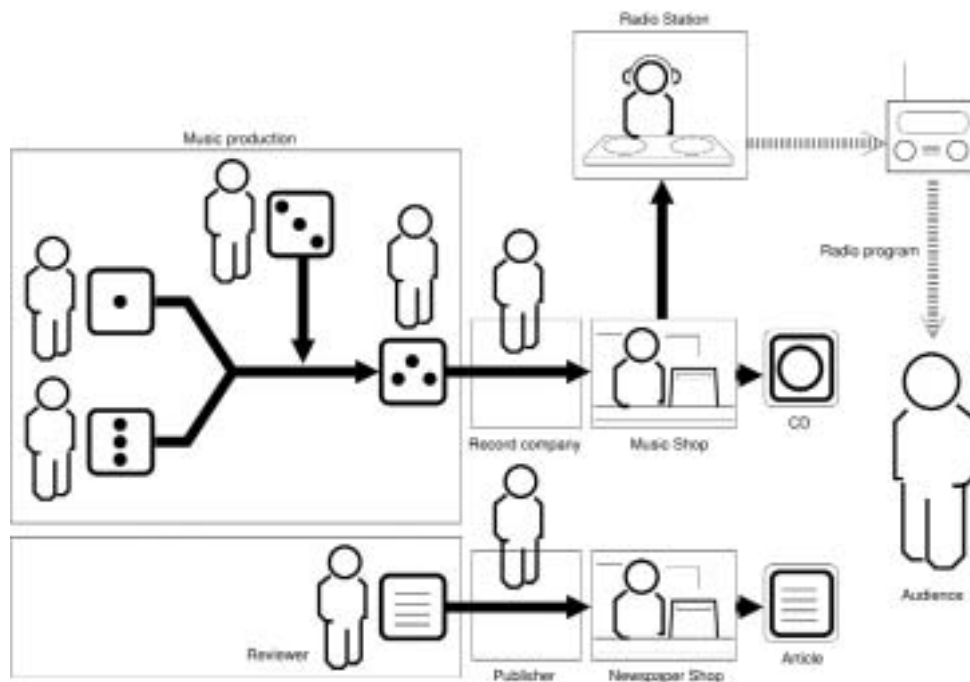 Radio Station
Music production
Radio program
Record company
Music Shop
CD
Audience
Reviewer
Publisher
Newspaper Shop
Article